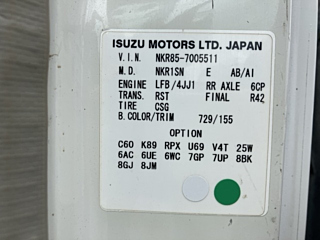 ISUZU MOTORS LTD. JAPAN
V.I.N. NKR85-7005511
M.D. NKR1SN E AB/AI
ENGINE LFB/4JJ1 RR AXLE 6CP
TRANS. RST FINAL R42
TIRE CSG
B.COLOR/TRIM 729/155
OPTION
C60 K89 RPX U69 V4T 25W
6AC 6UE 6WC 7GP 7UP 8BK
8GJ 8JM